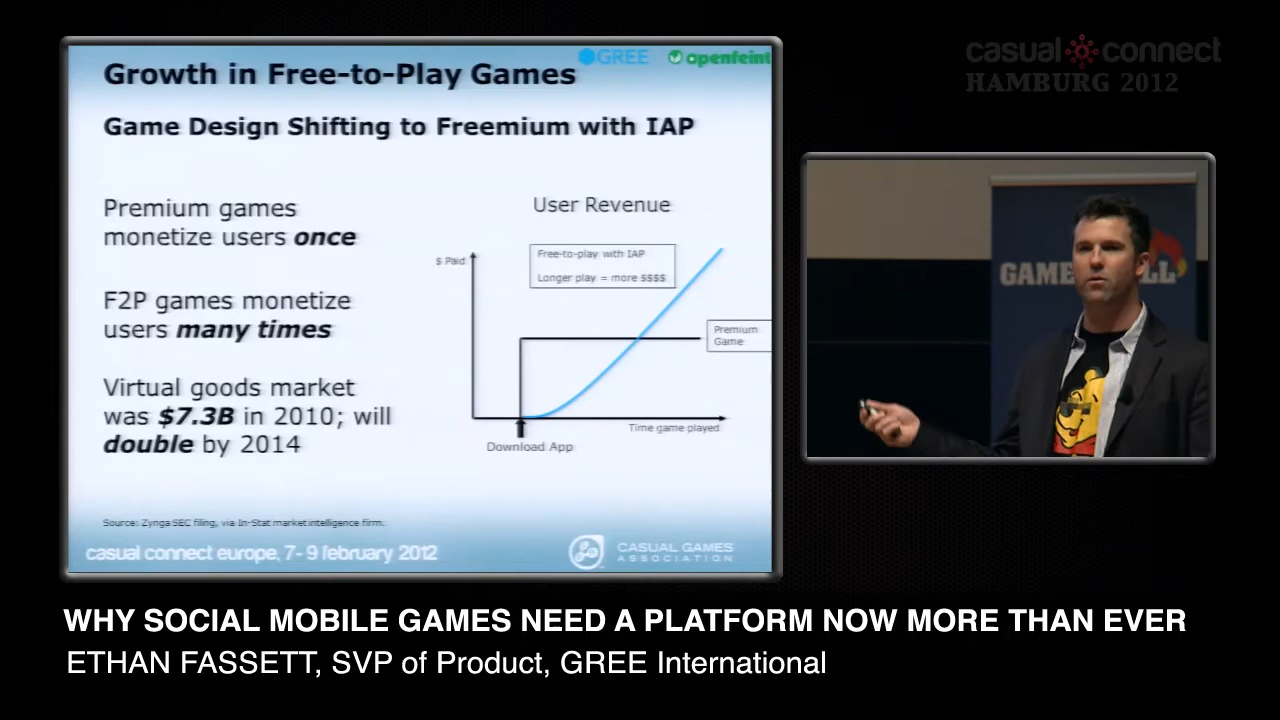 GREE openfeint
casual connect
HAMBURG 2012
Growth in Free-to-Play Games
Game Design Shifting to Freemium with IAP
Premium games
monetize users once
F2P games monetize
users many times
Virtual goods market
was $7.3B in 2010; will
double by 2014
User Revenue
$ Paid
Free-to-play with IAP
Longer play = more $$$$
Premium
Game
Time game played
Download App
Source: Zynga SEC filing, via In-Stat market intelligence firm.
casual connect europe, 7- 9 february 2012
CASUAL GAMES
ASSOCIATION
WHY SOCIAL MOBILE GAMES NEED A PLATFORM NOW MORE THAN EVER
ETHAN FASSETT, SVP of Product, GREE International